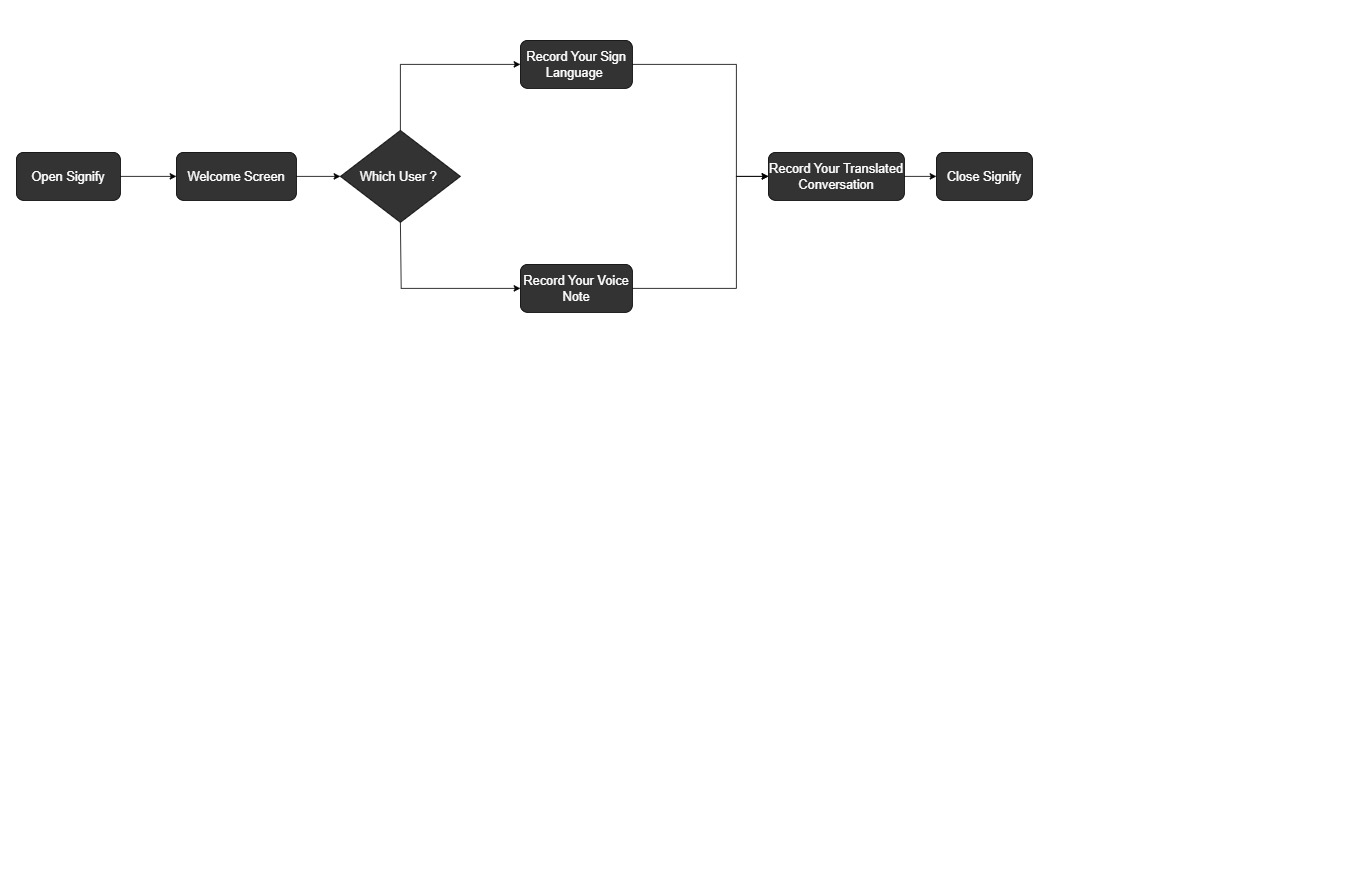 Record Your Sign
Language
Open Signify
Welcome Screen
Which User ?
Record Your Translated
Conversation
Close Signify
Record Your Voice
Note